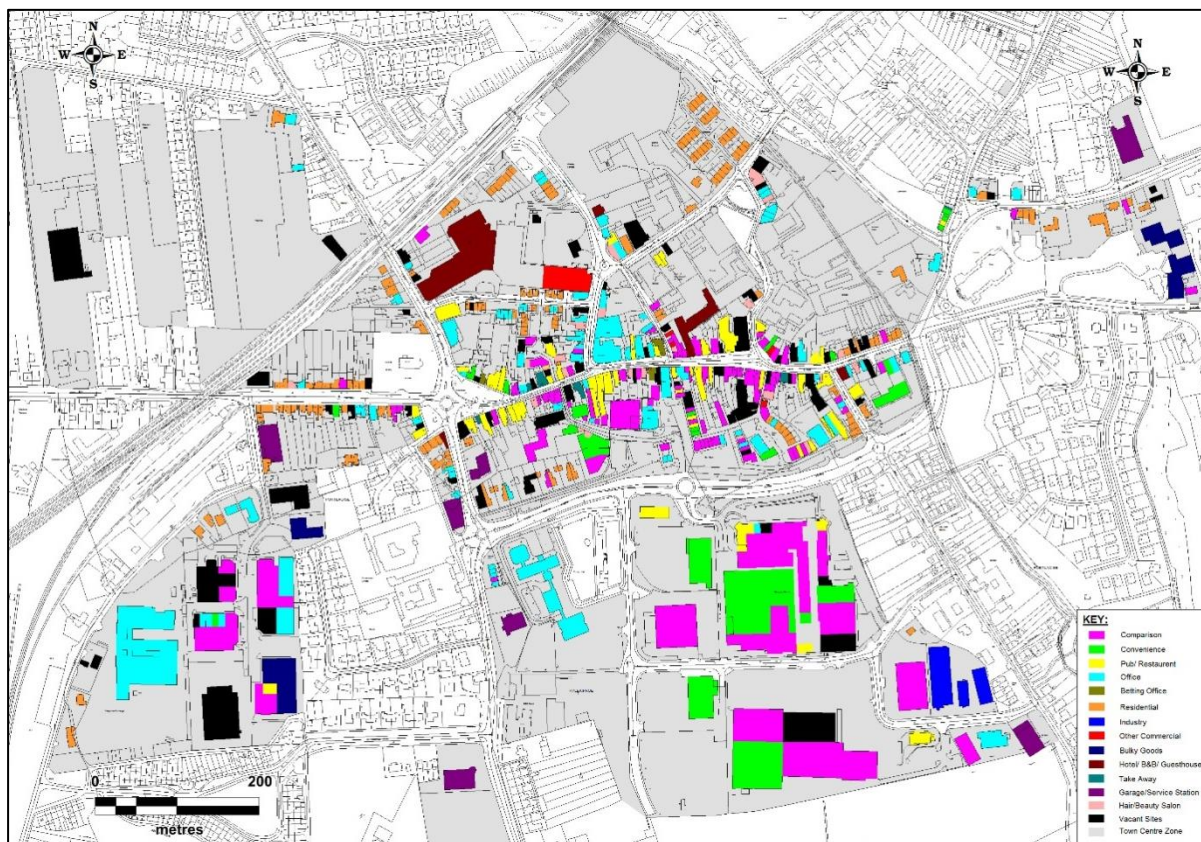 N
W E
S
N
W E
S
KEY:
Comparison
Convenience
Pub/ Restaurent
Office
Betting Office
Residential
Industry
Other Commercial
Bulky Goods
Hotel/ B&B/ Guesthouse
Take Away
Garage/Service Station
Hair/Beauty Salon
Vacant Sites
Town Centre Zone
0 200
metres